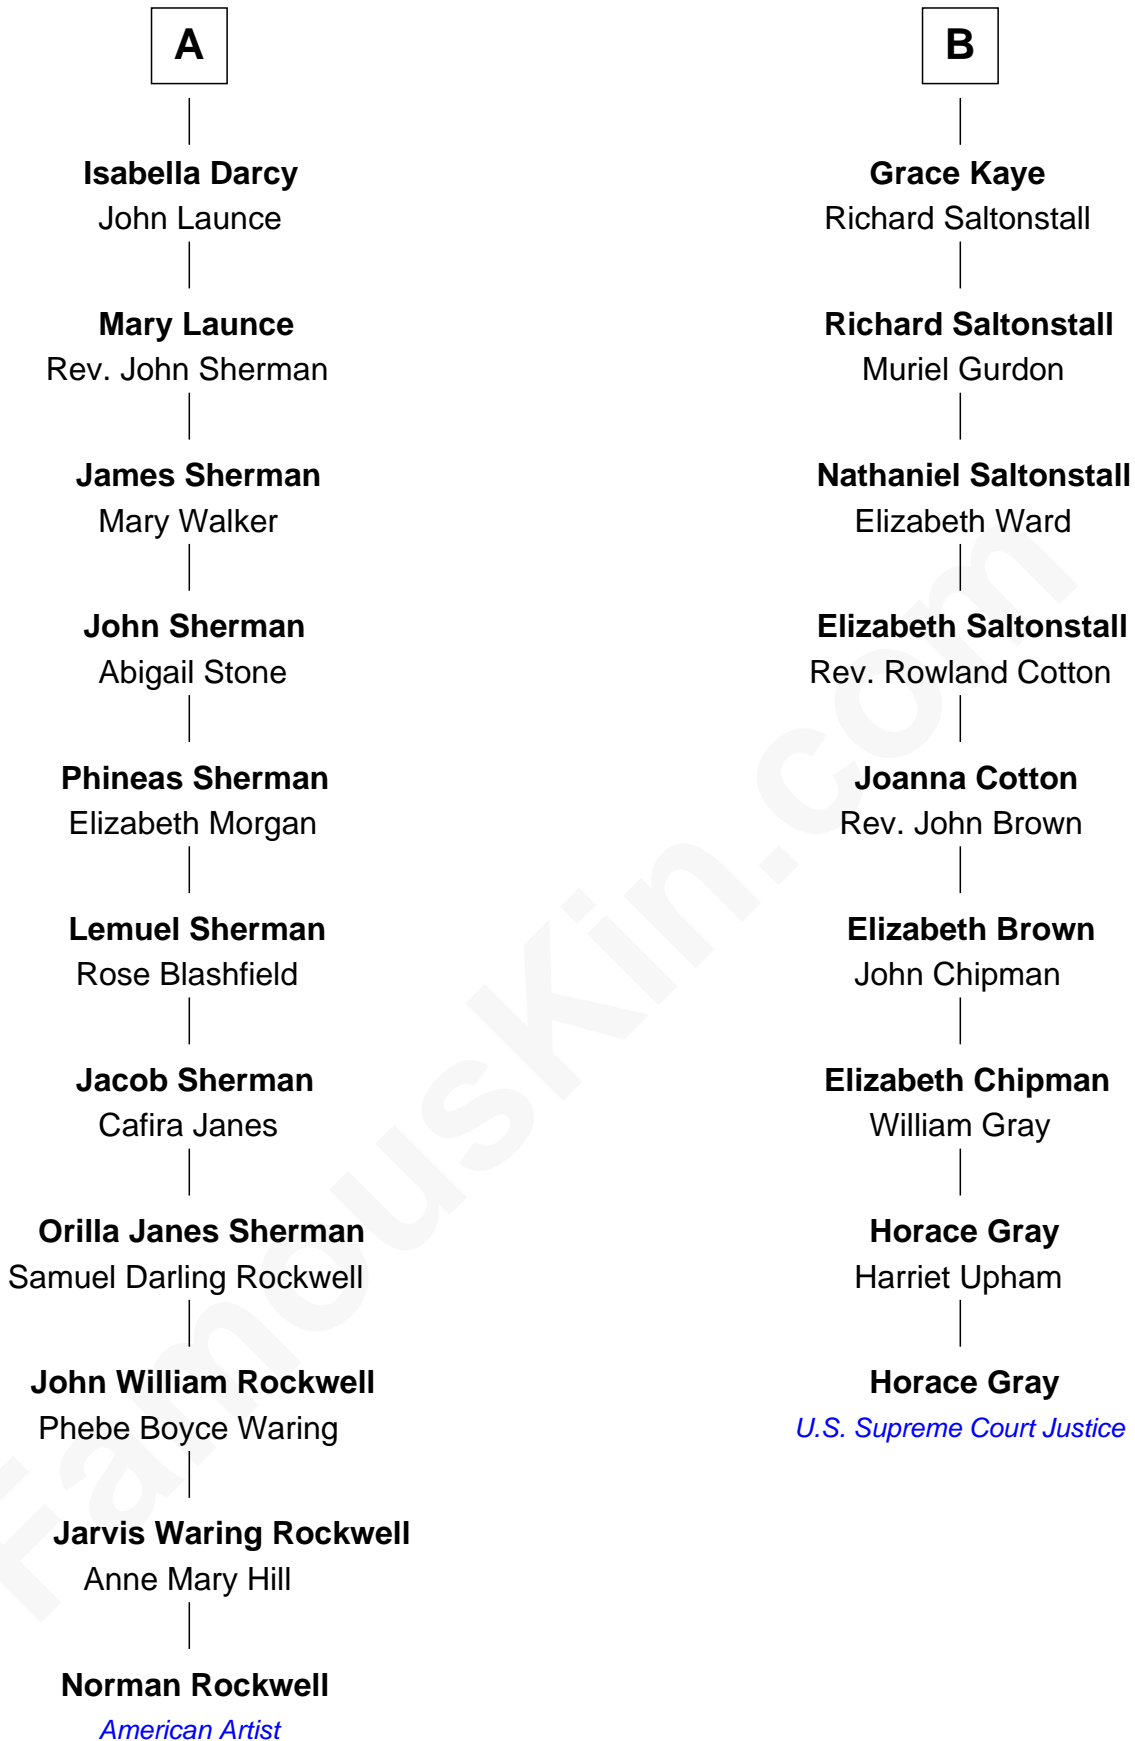 A
Isabella Darcy
John Launce
Mary Launce
Rev. John Sherman
James Sherman
Mary Walker
John Sherman
Abigail Stone
Phineas Sherman
Elizabeth Morgan
Lemuel Sherman
Rose Blashfield
Jacob Sherman
Cafira Janes
Orilla Janes Sherman
Samuel Darling Rockwell
John William Rockwell
Phebe Boyce Waring
Jarvis Waring Rockwell
Anne Mary Hill
Norman Rockwell
American Artist
B
Grace Kaye
Richard Saltonstall
Richard Saltonstall
Muriel Gurdon
Nathaniel Saltonstall
Elizabeth Ward
Elizabeth Saltonstall
Rev. Rowland Cotton
Joanna Cotton
Rev. John Brown
Elizabeth Brown
John Chipman
Elizabeth Chipman
William Gray
Horace Gray
Harriet Upham
Horace Gray
U.S. Supreme Court Justice
FamousKin.com